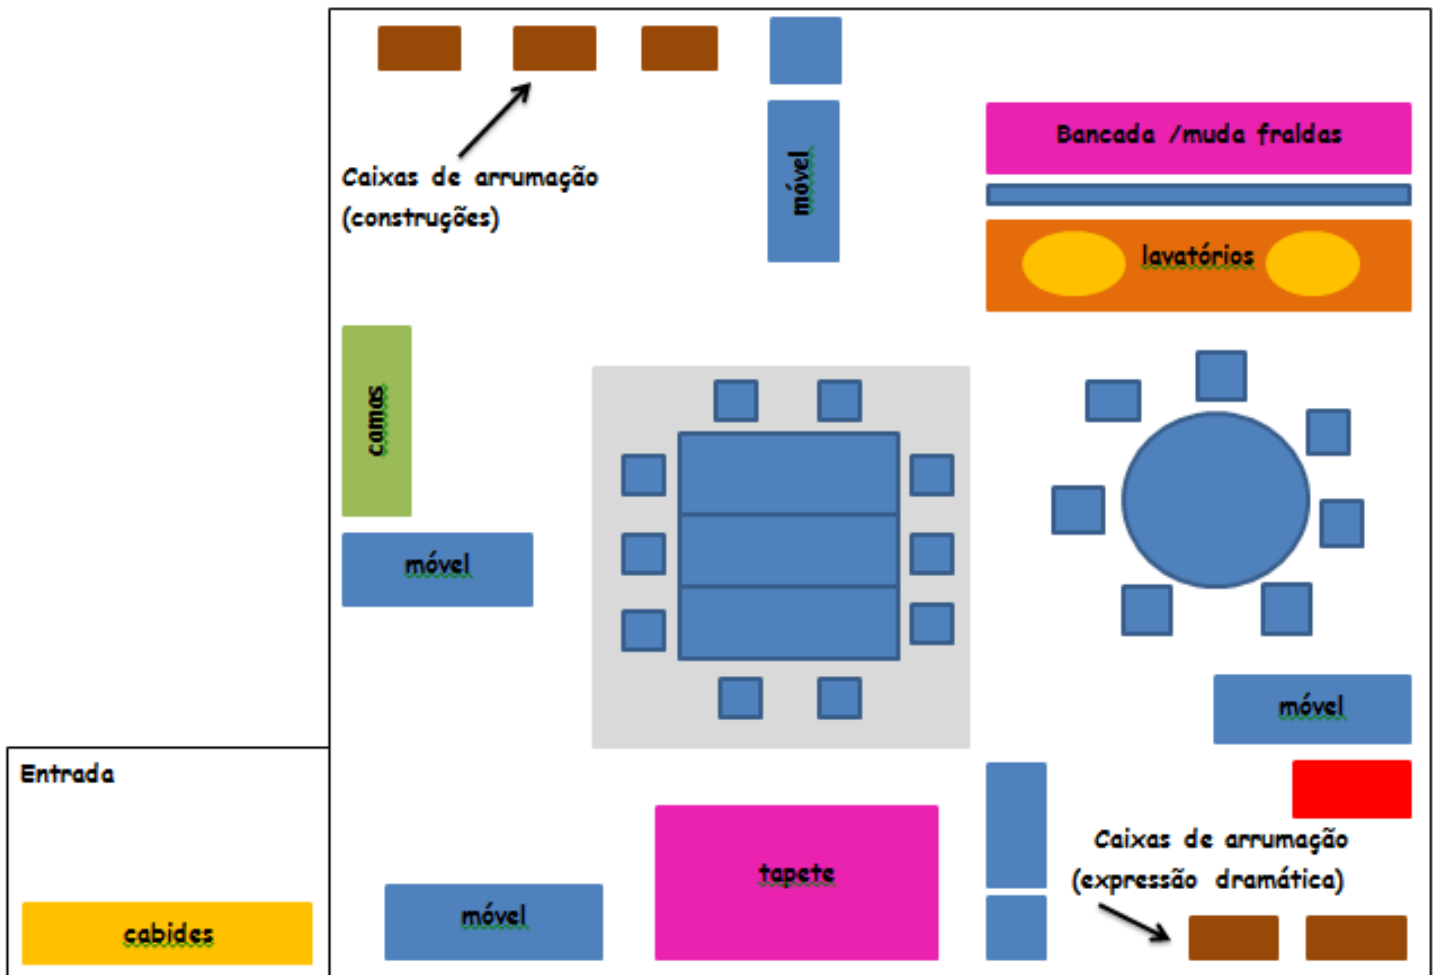 Bancada /muda fraldas
móvel
Caixas de arrumação
(construções)
lavatórios
camas
móvel
móvel
Entrada
Caixas de arrumação
(expressão dramática)
tapete
móvel
cabides